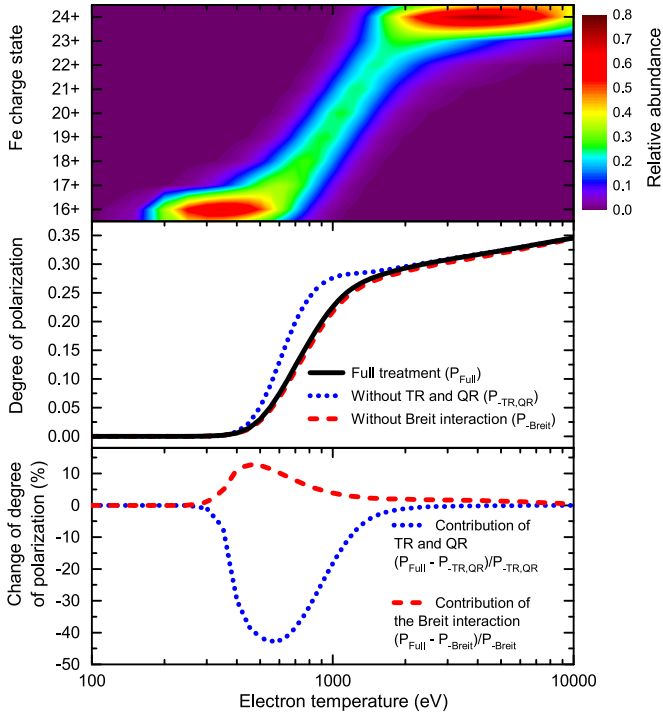 Fe charge state
24+
23+
22+
21+
20+
19+
18+
17+
16+
0.8
0.7
0.6
0.5
0.4
0.3
0.2
0.1
0.0
Relative abundance
Degree of polarization
0.35
0.30
0.25
0.20
0.15
0.10
0.05
0.00
Full treatment (P_Full)
Without TR and QR (P_-TR,QR)
Without Breit interaction (P_-Breit)
Change of degree
of polarization (%)
10
0
-10
-20
-30
-40
-50
Contribution of
TR and QR
(P_Full - P_-TR,QR)/P_-TR,QR
Contribution of
the Breit interaction
(P_Full - P_-Breit)/P_-Breit
100
1000
10000
Electron temperature (eV)